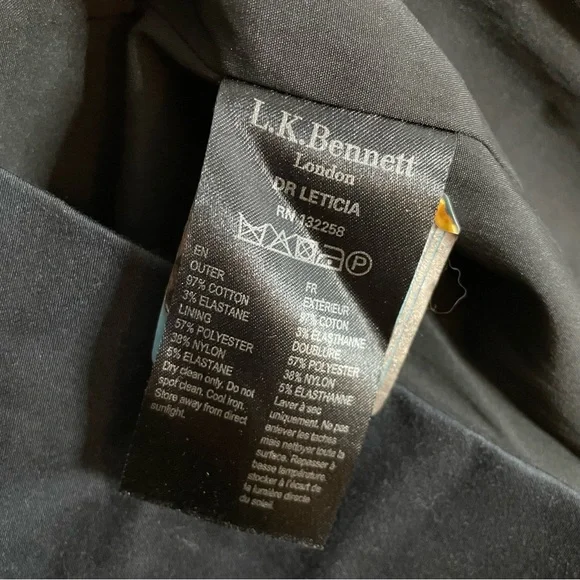 L.K.Bennett
London
DR LETICIA
RN 132258
P
EN
OUTER
97% COTTON
3% ELASTANE
LINING
57% POLYESTER
38% NYLON
5% ELASTANE
Dry clean only. Do not
spot clean. Cool iron.
Store away from direct
sunlight.
FR
EXTÉRIEUR
97% COTON
3% ÉLASTHANNE
DOUBLURE
57% POLYESTER
38% NYLON
5% ÉLASTHANNE
Laver à sec
uniquement. Ne pas
enlever les taches
mais nettoyer toute la
surface. Repasser à
basse température.
stocker à l'écart de
la lumière directe
du soleil.